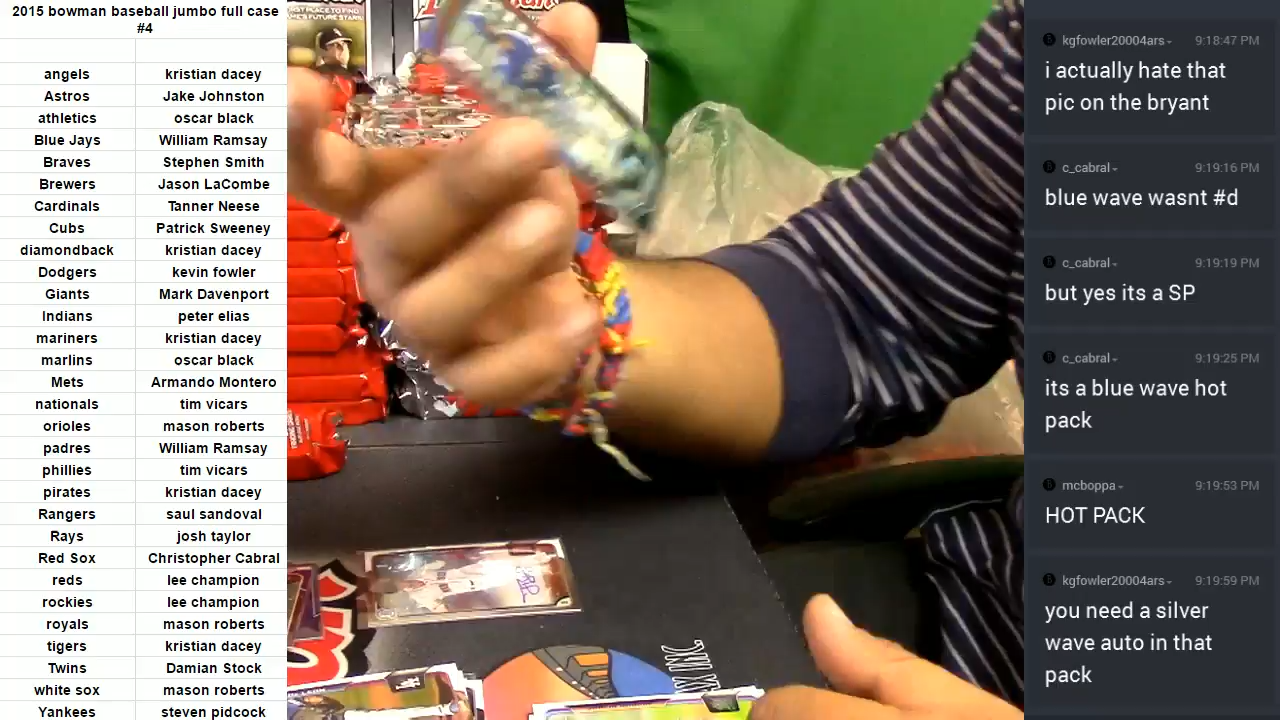 2015 bowman baseball jumbo full case
#4
angels kristian dacey
Astros Jake Johnston
athletics oscar black
Blue Jays William Ramsay
Braves Stephen Smith
Brewers Jason LaCombe
Cardinals Tanner Neese
Cubs Patrick Sweeney
diamondback kristian dacey
Dodgers kevin fowler
Giants Mark Davenport
Indians peter elias
mariners kristian dacey
marlins oscar black
Mets Armando Montero
nationals tim vicars
orioles mason roberts
padres William Ramsay
phillies tim vicars
pirates kristian dacey
Rangers saul sandoval
Rays josh taylor
Red Sox Christopher Cabral
reds lee champion
rockies lee champion
royals mason roberts
tigers kristian dacey
Twins Damian Stock
white sox mason roberts
Yankees steven pidcock
kgfowler20004ars 9:18:47 PM
i actually hate that
pic on the bryant
c_cabral 9:19:16 PM
blue wave wasnt #d
c_cabral 9:19:19 PM
but yes its a SP
c_cabral 9:19:25 PM
its a blue wave hot
pack
mcboppa 9:19:53 PM
HOT PACK
kgfowler20004ars 9:19:59 PM
you need a silver
wave auto in that
pack